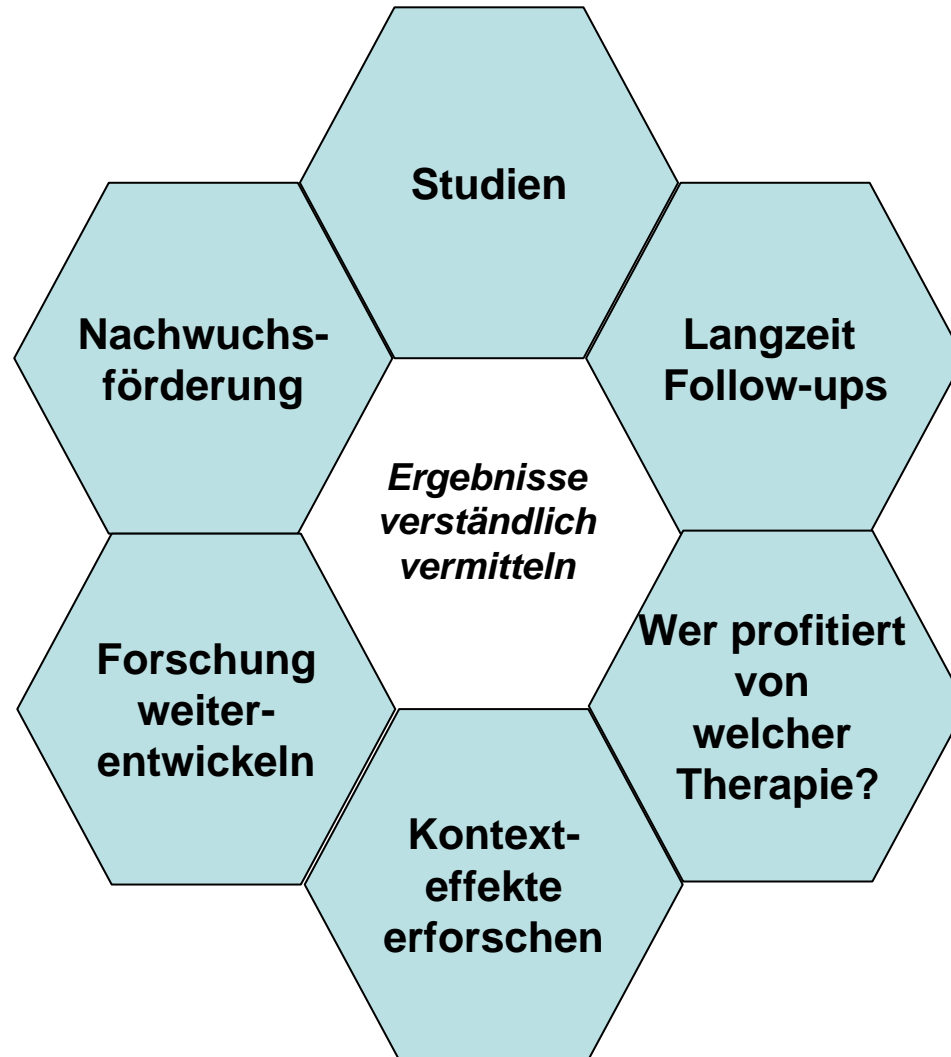 Studien
Nachwuchs-
förderung
Langzeit
Follow-ups
Ergebnisse
verständlich
vermitteln
Forschung
weiter-
entwickeln
Wer profitiert
von
welcher
Therapie?
Kontext-
effekte
erforschen